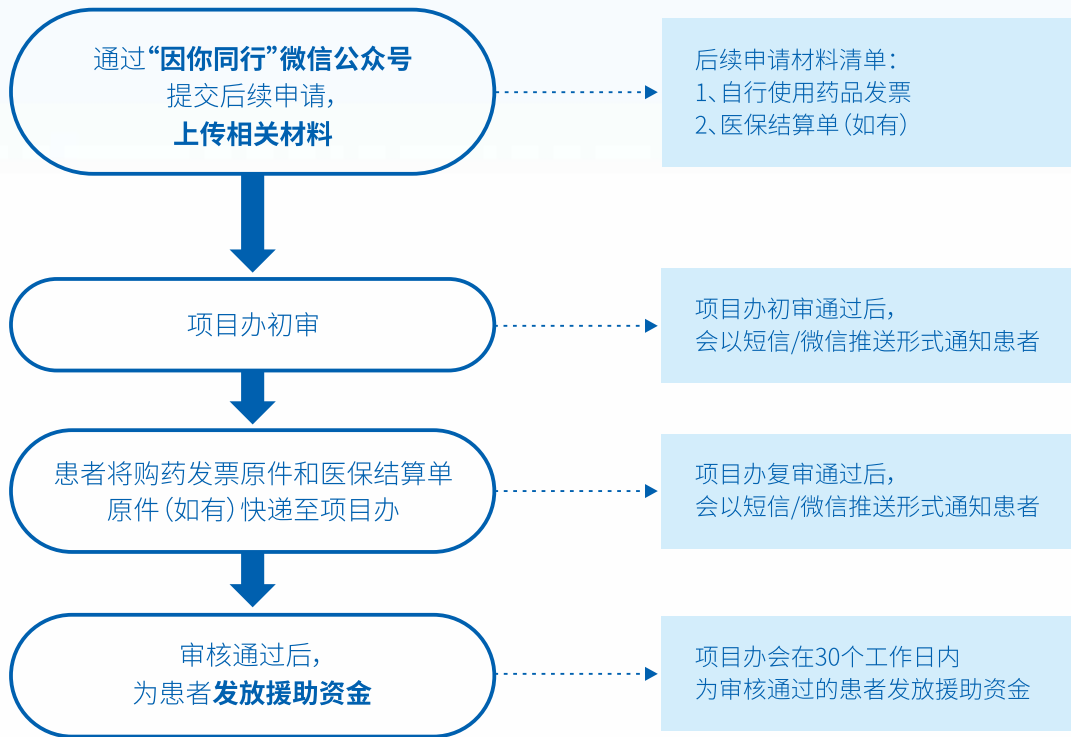 通过“因你同行”微信公众号
提交后续申请，
上传相关材料
后续申请材料清单：
1、自行使用药品发票
2、医保结算单（如有）
项目办初审
项目办初审通过后，
会以短信/微信推送形式通知患者
患者将购药发票原件和医保结算单
原件（如有）快递至项目办
项目办复审通过后，
会以短信/微信推送形式通知患者
审核通过后，
为患者发放援助资金
项目办会在30个工作日内
为审核通过的患者发放援助资金